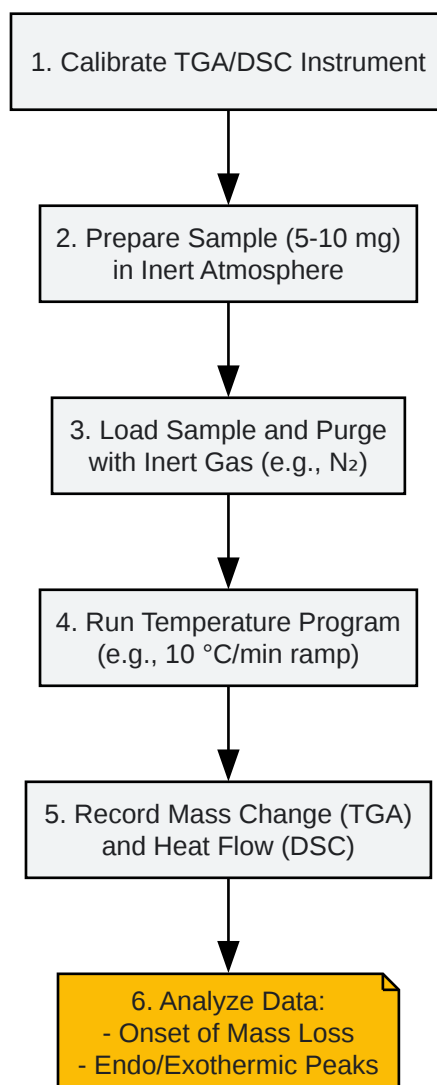 1. Calibrate TGA/DSC Instrument
2. Prepare Sample (5-10 mg)
in Inert Atmosphere
3. Load Sample and Purge
with Inert Gas (e.g., N₂)
4. Run Temperature Program
(e.g., 10 °C/min ramp)
5. Record Mass Change (TGA)
and Heat Flow (DSC)
6. Analyze Data:
- Onset of Mass Loss
- Endo/Exothermic Peaks